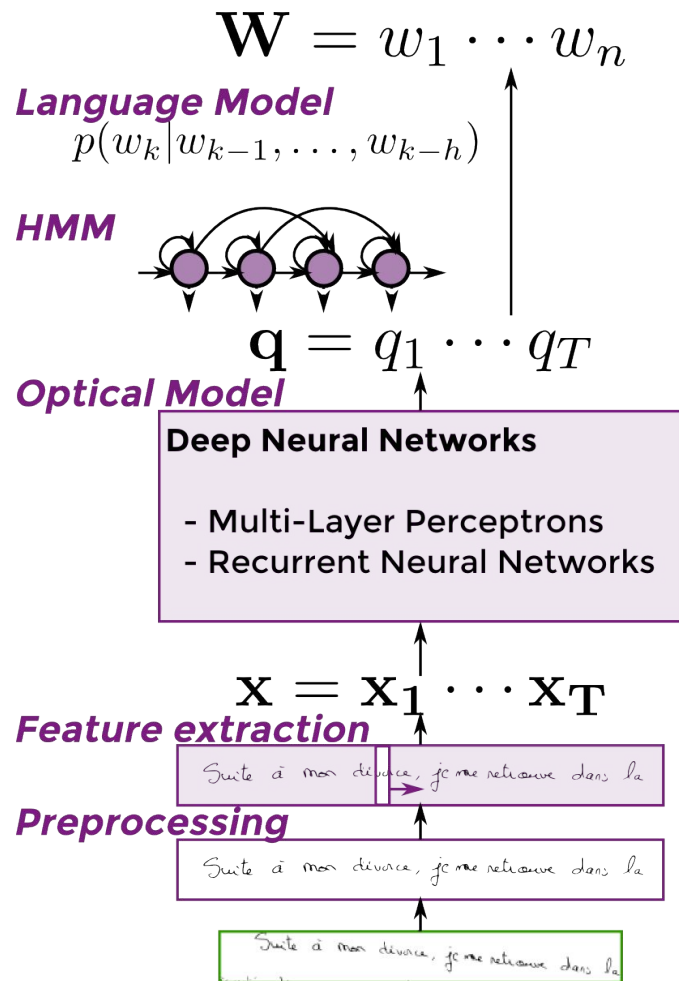 W = w₁ ⋯ wₙ
Language Model
p(wₖ|wₖ₋₁, . . . , wₖ₋ₕ)
HMM
q = q₁ ⋯ q_T
Optical Model
Deep Neural Networks
- Multi-Layer Perceptrons
- Recurrent Neural Networks
x = x₁ ⋯ x_T
Feature extraction
Suite à mon divorce, je me retrouve dans la
Preprocessing
Suite à mon divorce, je me retrouve dans la
Suite à mon divorce, je me retrouve dans la